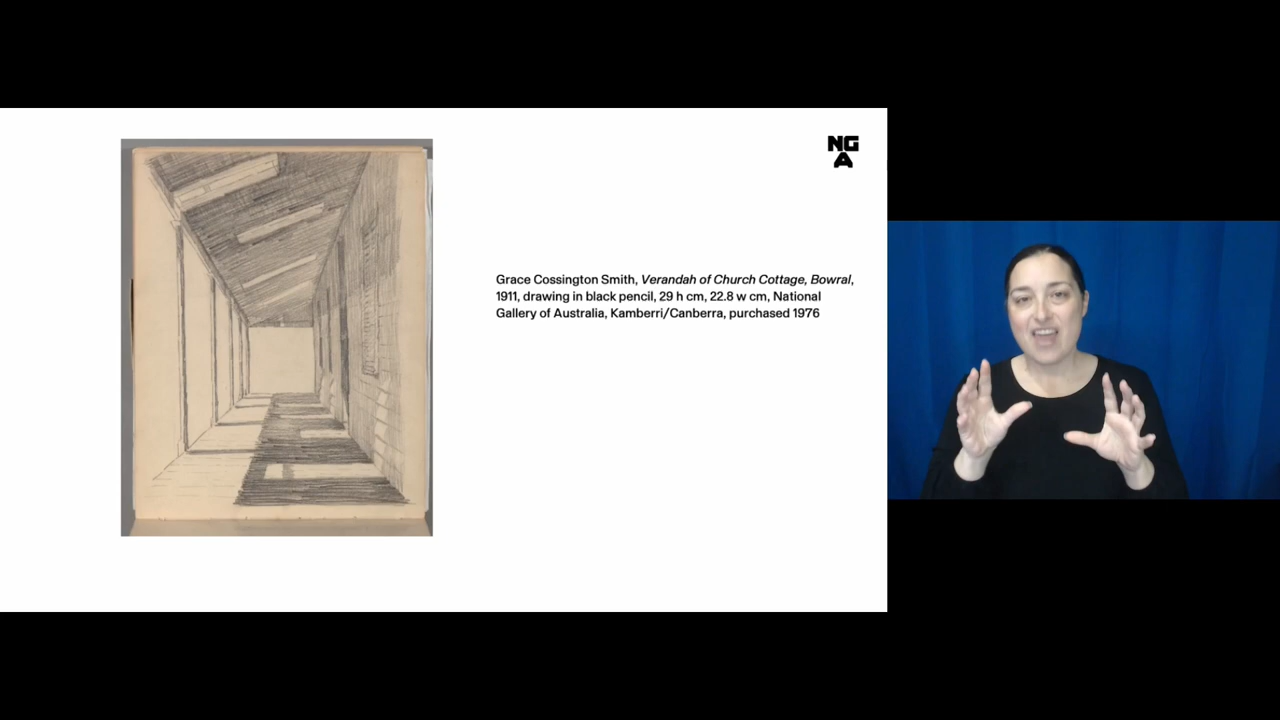 NG
A
Grace Cossington Smith, Verandah of Church Cottage, Bowral,
1911, drawing in black pencil, 29 h cm, 22.8 w cm, National
Gallery of Australia, Kamberri/Canberra, purchased 1976